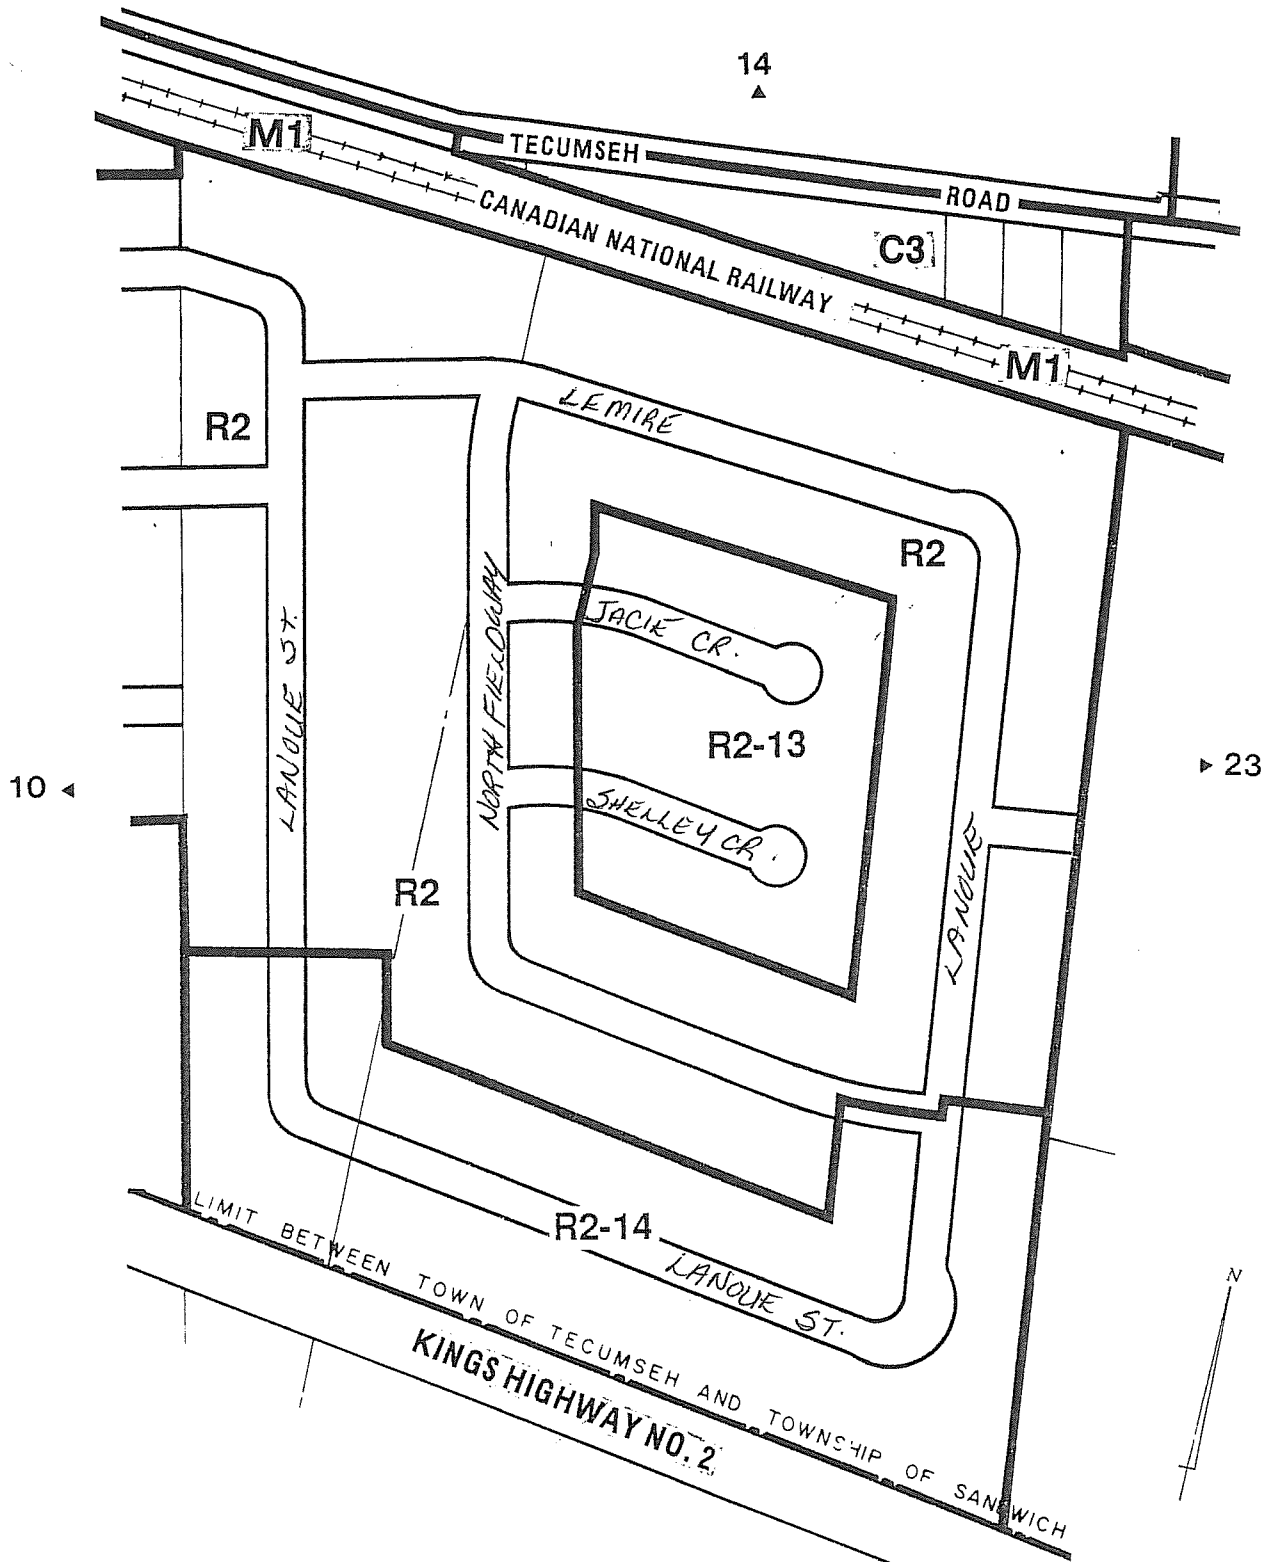 14
▲
M1
TECUMSEH
ROAD
CANADIAN NATIONAL RAILWAY
C3
M1
LEMIRE
R2
R2
JACIE CR.
LANOUE ST.
NORTH FIELDWAY
R2-13
10 ◀
▶ 23
SHELLEY CR.
LANOUE
R2
R2-14
LIMIT BETWEEN TOWN OF TECUMSEH AND TOWNSHIP OF SANDWICH
LANOUE ST.
N
KINGS HIGHWAY NO. 2